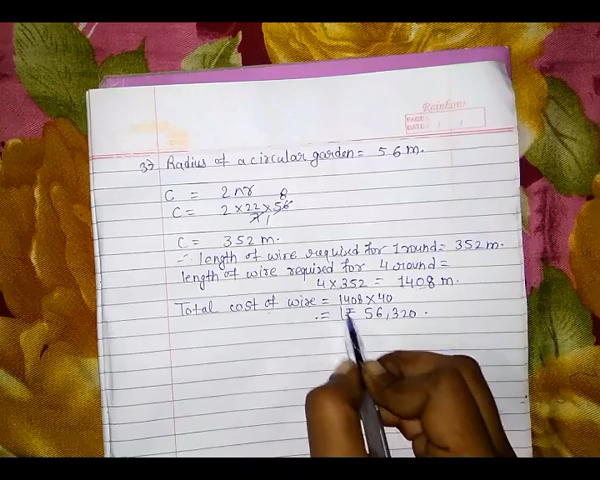 Rainbow
PAGE: / /
DATE:
3) Radius of a circular garden = 56 m.
C = 2πr
8
C = 2 × 22 × 56
7 1
C = 352 m.
∴ length of wire required for 1 round = 352 m.
length of wire required for 4 round =
4 × 352 = 1408 m.
Total cost of wire = 1408 × 40
= ₹ 56,320.